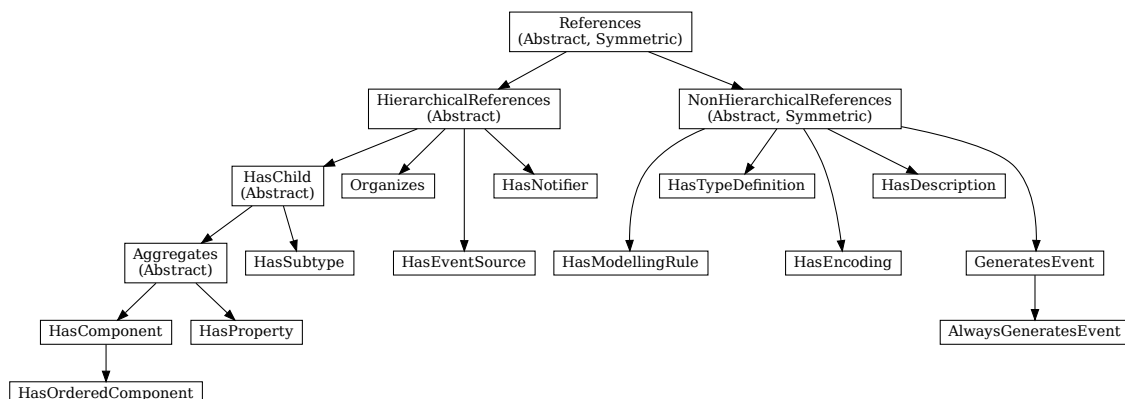 References
(Abstract, Symmetric)
HierarchicalReferences
(Abstract)
NonHierarchicalReferences
(Abstract, Symmetric)
HasChild
(Abstract)
Organizes
HasNotifier
HasTypeDefinition
HasDescription
Aggregates
(Abstract)
HasSubtype
HasEventSource
HasModellingRule
HasEncoding
GeneratesEvent
HasComponent
HasProperty
AlwaysGeneratesEvent
HasOrderedComponent